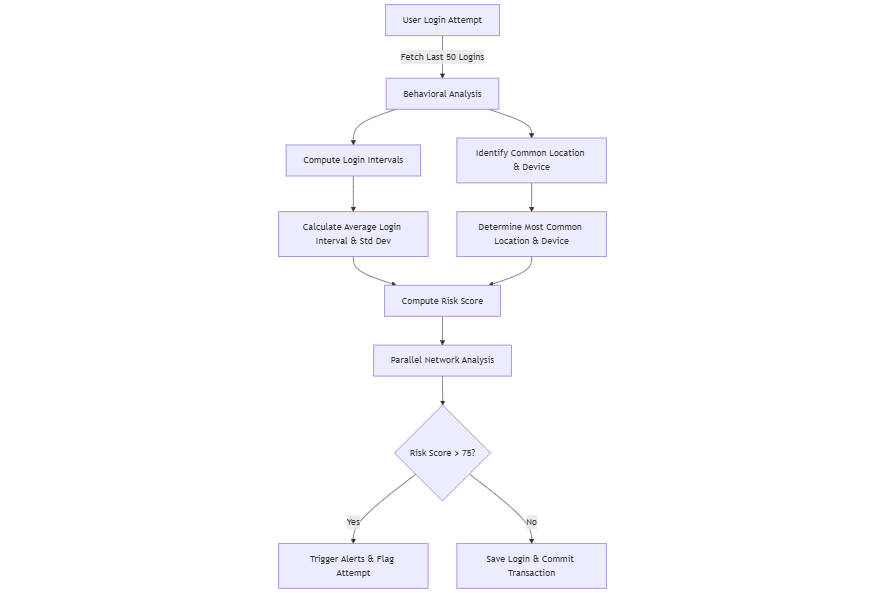 User Login Attempt
Fetch Last 50 Logins
Behavioral Analysis
Compute Login Intervals
Identify Common Location
& Device
Calculate Average Login
Interval & Std Dev
Determine Most Common
Location & Device
Compute Risk Score
Parallel Network Analysis
Risk Score > 75?
Yes
No
Trigger Alerts & Flag
Attempt
Save Login & Commit
Transaction